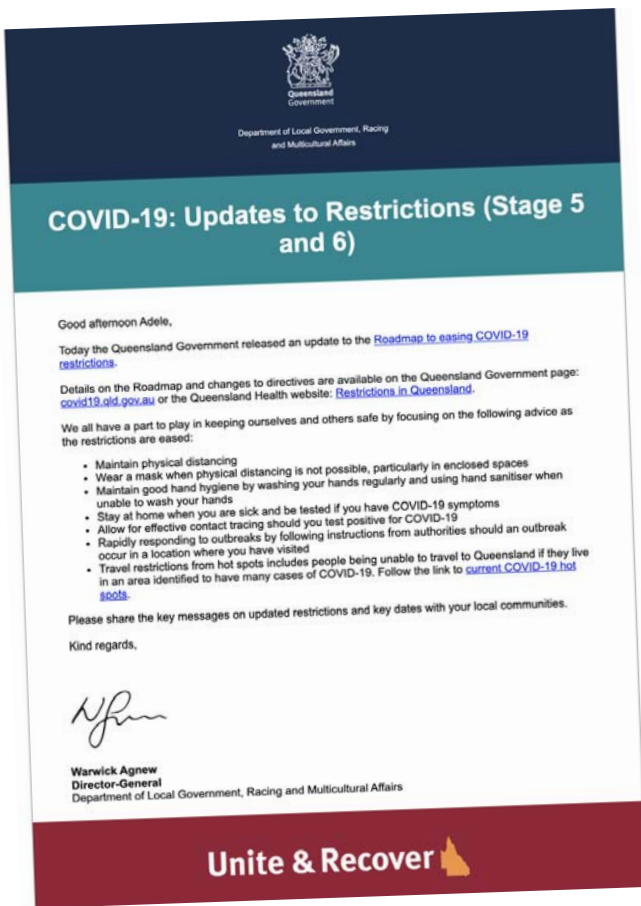 Queensland
Government
Department of Local Government, Racing
and Multicultural Affairs
COVID-19: Updates to Restrictions (Stage 5
and 6)
Good afternoon Adele,
Today the Queensland Government released an update to the Roadmap to easing COVID-19
restrictions.
Details on the Roadmap and changes to directives are available on the Queensland Government page:
covid19.qld.gov.au or the Queensland Health website: Restrictions in Queensland.
We all have a part to play in keeping ourselves and others safe by focusing on the following advice as
the restrictions are eased:
• Maintain physical distancing
• Wear a mask when physical distancing is not possible, particularly in enclosed spaces
• Maintain good hand hygiene by washing your hands regularly and using hand sanitiser when
unable to wash your hands
• Stay at home when you are sick and be tested if you have COVID-19 symptoms
• Allow for effective contact tracing should you test positive for COVID-19
• Rapidly responding to outbreaks by following instructions from authorities should an outbreak
occur in a location where you have visited
• Travel restrictions from hot spots includes people being unable to travel to Queensland if they live
in an area identified to have many cases of COVID-19. Follow the link to current COVID-19 hot
spots.
Please share the key messages on updated restrictions and key dates with your local communities.
Kind regards,
Warwick Agnew
Director-General
Department of Local Government, Racing and Multicultural Affairs
Unite & Recover